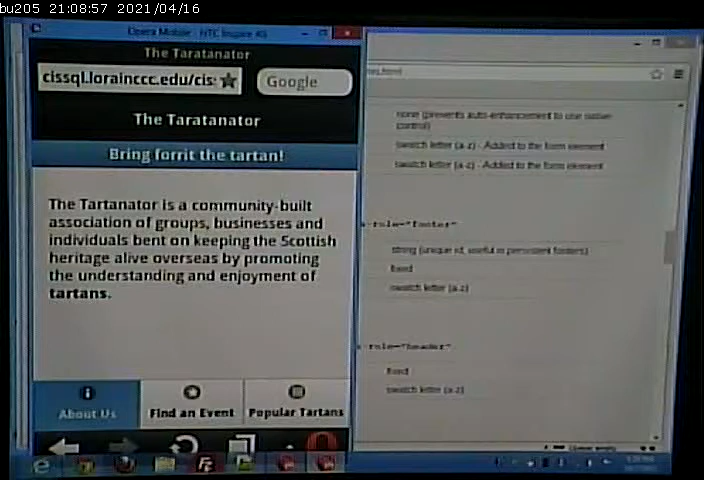 bu205 21:08:57 2021/04/16
Opera Mobile - HTC Inspire 4G
The Taratanator
cissql.lorainccc.edu/cis:
Google
The Taratanator
Bring forrit the tartan!
The Tartanator is a community-built
association of groups, businesses and
individuals bent on keeping the Scottish
heritage alive overseas by promoting
the understanding and enjoyment of
tartans.
About Us
Find an Event
Popular Tartans
none (prevents auto-enhancement to use native
control)
swatch letter (a-z) - Added to the form element
swatch letter (a-z) - Added to the form element
-role="footer"
string (unique id, useful in persistent footers)
fixed
swatch letter (a-z)
-role="header"
fixed
swatch letter (a-z)